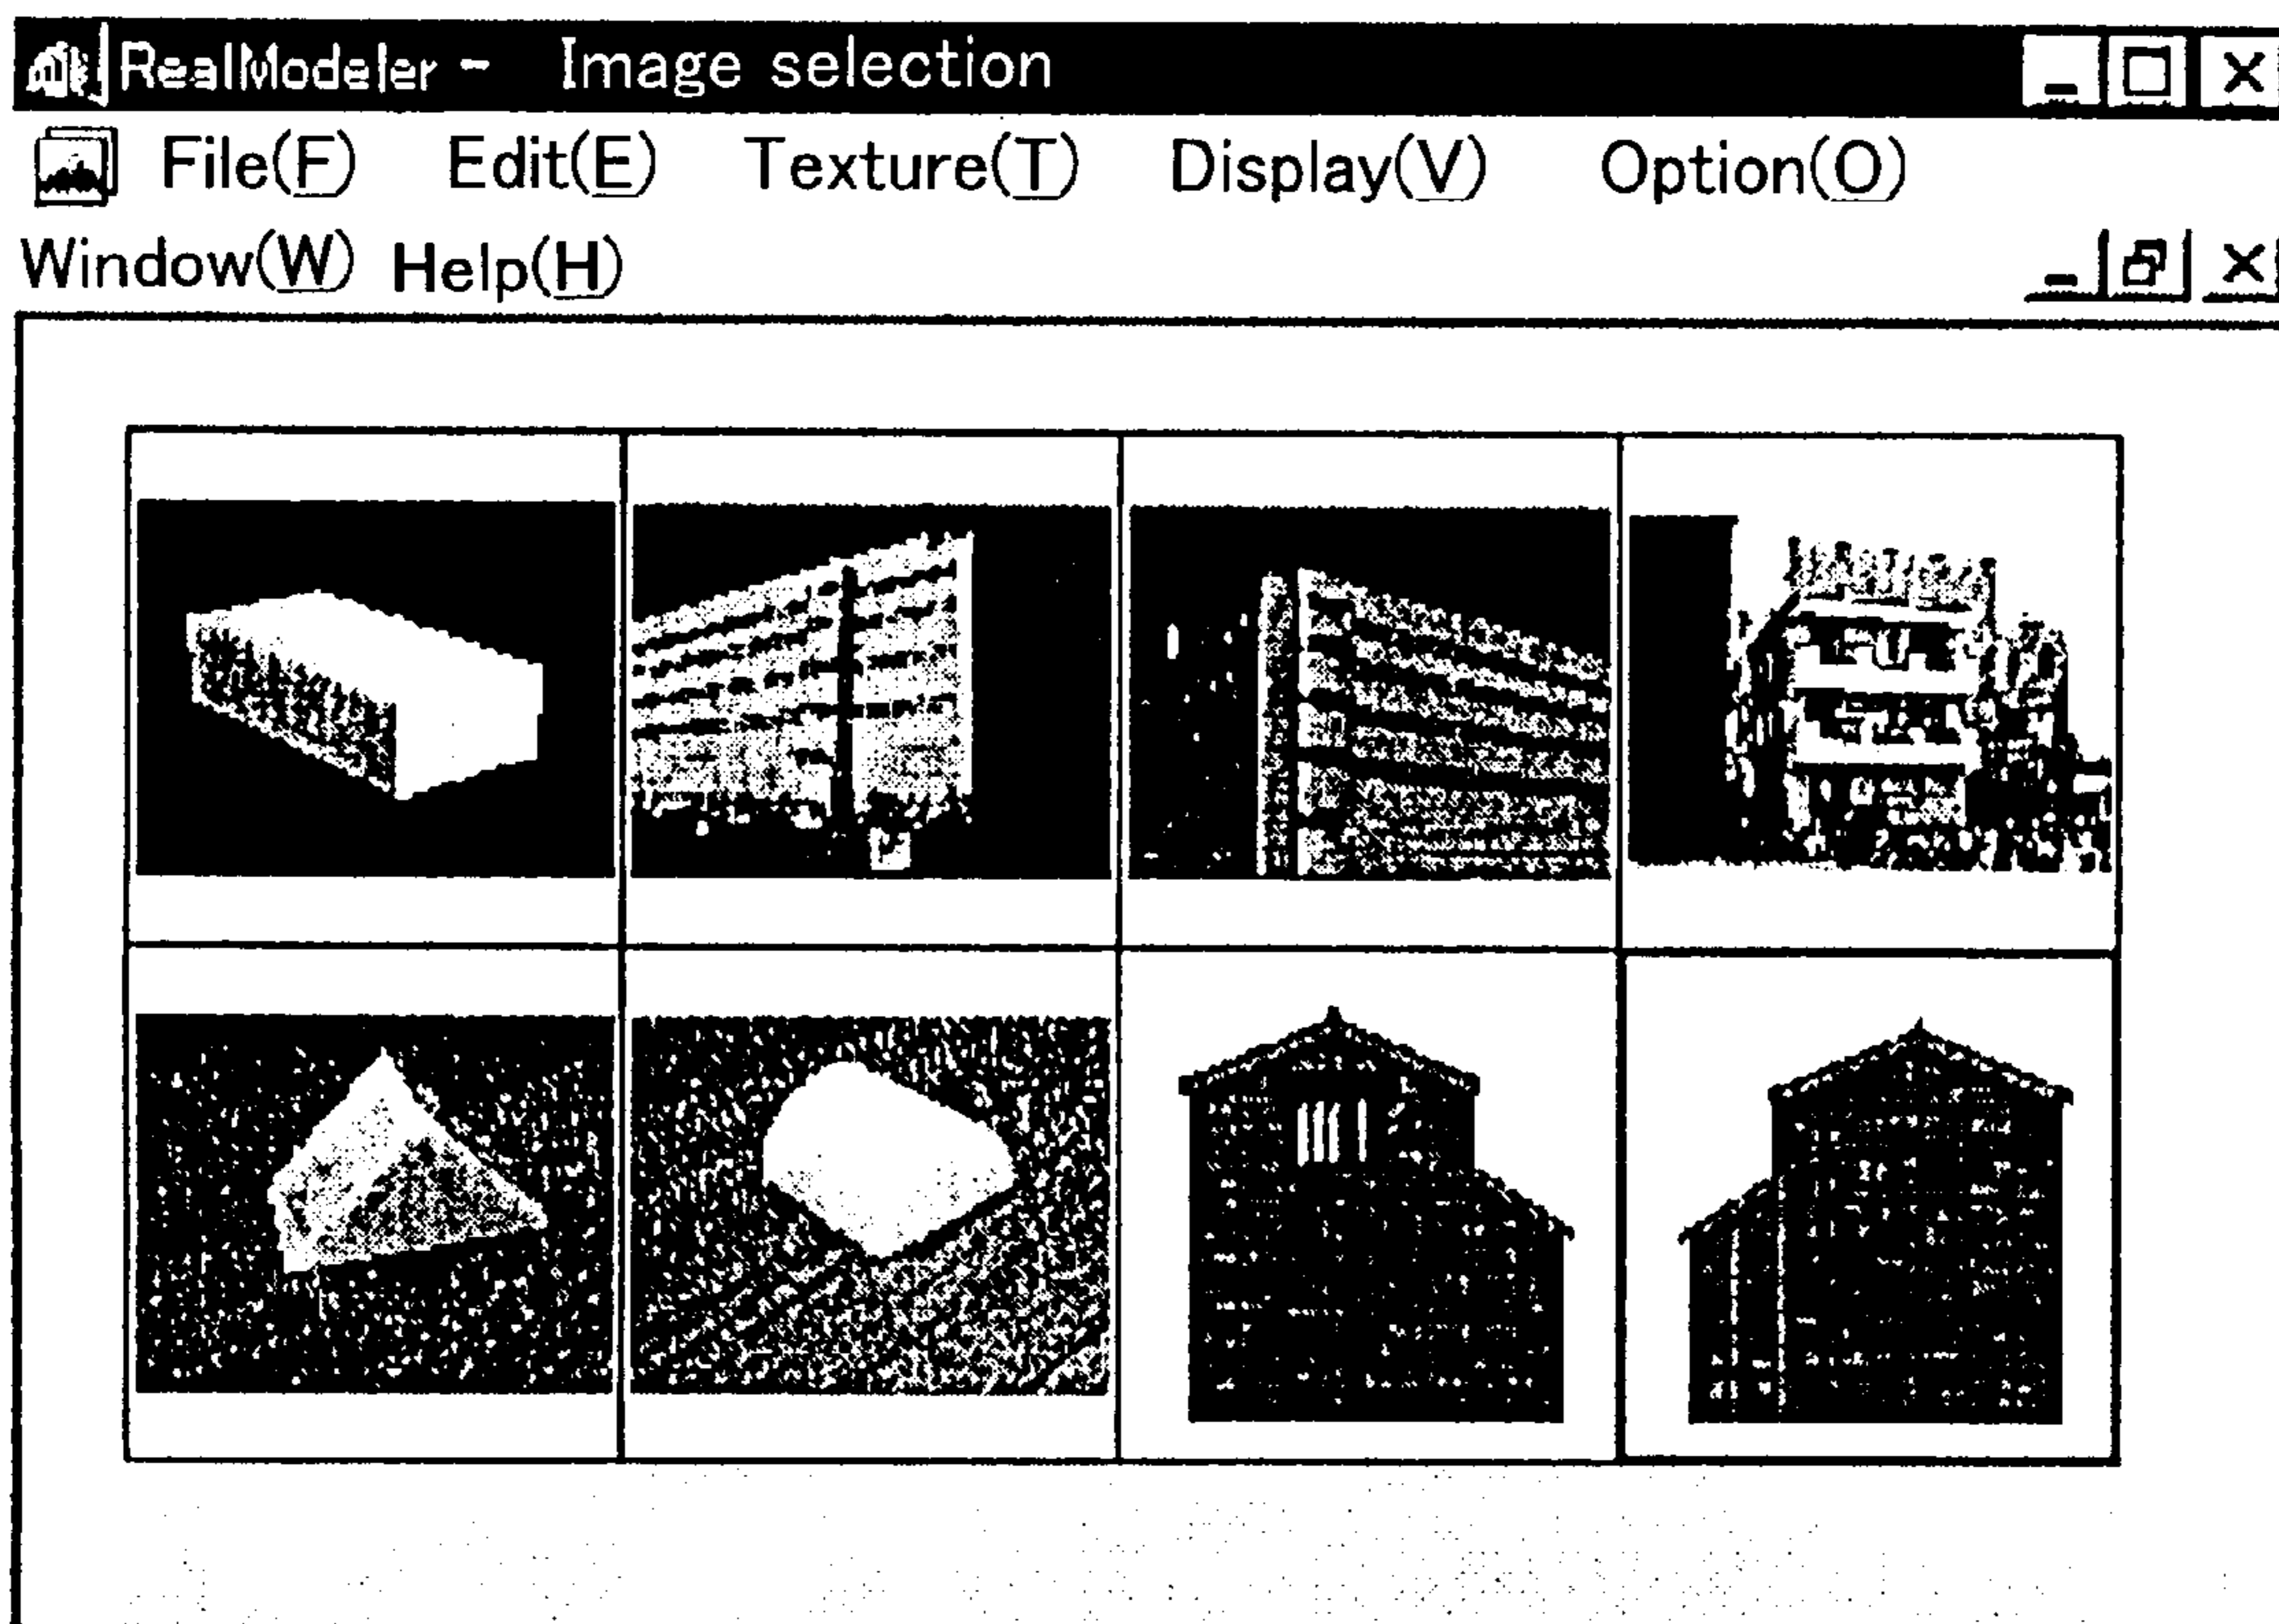 RealModeler - Image selection
File(F) Edit(E) Texture(T) Display(V) Option(O)
Window(W) Help(H)